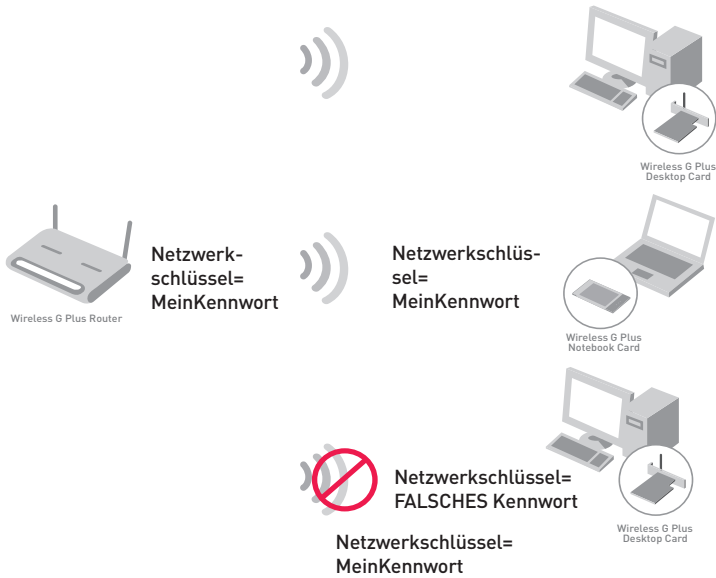 Wireless G Plus
Desktop Card
Netzwerk-
schlüssel=
MeinKennwort
Wireless G Plus Router
Netzwerkschlüs-
sel=
MeinKennwort
Wireless G Plus
Notebook Card
Netzwerkschlüssel=
FALSCHES Kennwort
Wireless G Plus
Desktop Card
Netzwerkschlüssel=
MeinKennwort